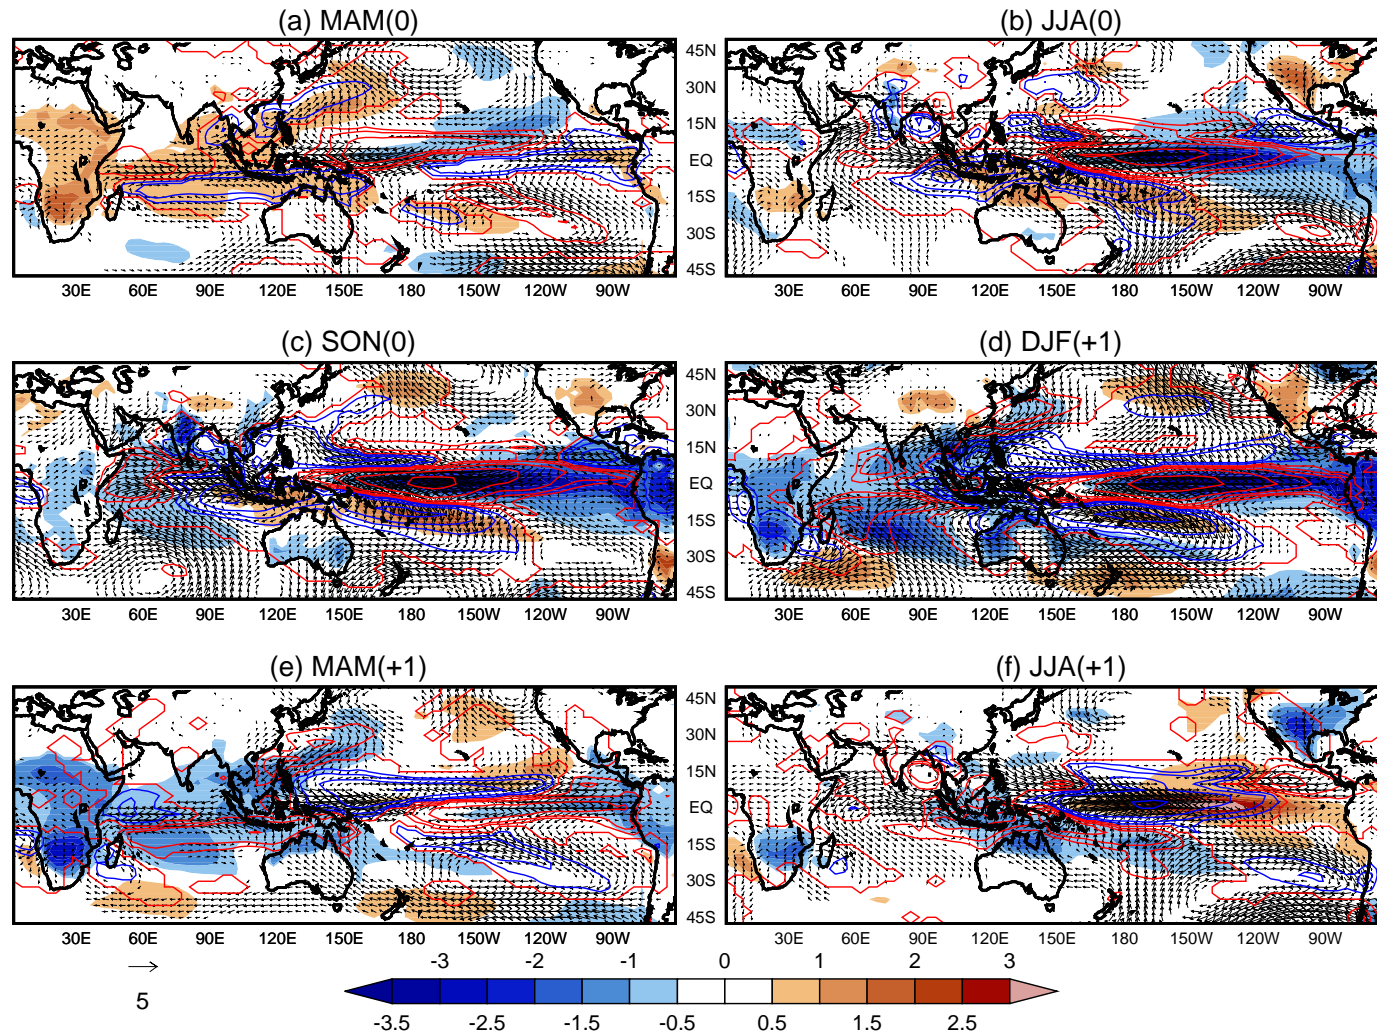 (a) MAM(0)
(b) JJA(0)
45N
30N
15N
EQ
15S
30S
45S
30E 60E 90E 120E 150E 180 150W 120W 90W
30E 60E 90E 120E 150E 180 150W 120W 90W
(c) SON(0)
(d) DJF(+1)
45N
30N
15N
EQ
15S
30S
45S
30E 60E 90E 120E 150E 180 150W 120W 90W
30E 60E 90E 120E 150E 180 150W 120W 90W
(e) MAM(+1)
(f) JJA(+1)
45N
30N
15N
EQ
15S
30S
45S
30E 60E 90E 120E 150E 180 150W 120W 90W
30E 60E 90E 120E 150E 180 150W 120W 90W
5
-3 -2 -1 0 1 2 3
-3.5 -2.5 -1.5 -0.5 0.5 1.5 2.5